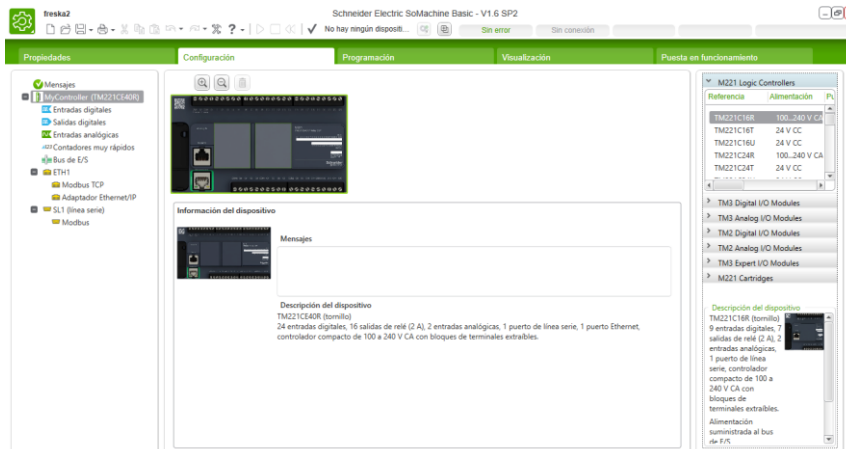 freska2
Schneider Electric SoMachine Basic - V1.6 SP2
No hay ningún dispositi...
Sin error
Sin conexión
Propiedades
Configuración
Programación
Visualización
Puesta en funcionamiento
Mensajes
MyController (TM221CE40R)
Entradas digitales
Salidas digitales
Entradas analógicas
Contadores muy rápidos
Bus de E/S
ETH1
Modbus TCP
Adaptador Ethernet/IP
SL1 (línea serie)
Modbus
Información del dispositivo
Mensajes
Descripción del dispositivo
TM221CE40R (tornillo)
24 entradas digitales, 16 salidas de relé (2 A), 2 entradas analógicas, 1 puerto de línea serie, 1 puerto Ethernet,
controlador compacto de 100 a 240 V CA con bloques de terminales extraíbles.
M221 Logic Controllers
Referencia Alimentación Pu
TM221C16R 100...240 V CA
TM221C16T 24 V CC
TM221C16U 24 V CC
TM221C24R 100...240 V CA
TM221C24T 24 V CC
TM3 Digital I/O Modules
TM3 Analog I/O Modules
TM2 Digital I/O Modules
TM2 Analog I/O Modules
TM3 Expert I/O Modules
M221 Cartridges
Descripción del dispositivo
TM221C16R (tornillo)
9 entradas digitales, 7
salidas de relé (2 A), 2
entradas analógicas,
1 puerto de línea
serie, controlador
compacto de 100 a
240 V CA con
bloques de
terminales extraíbles.
Alimentación
suministrada al bus
de E/S